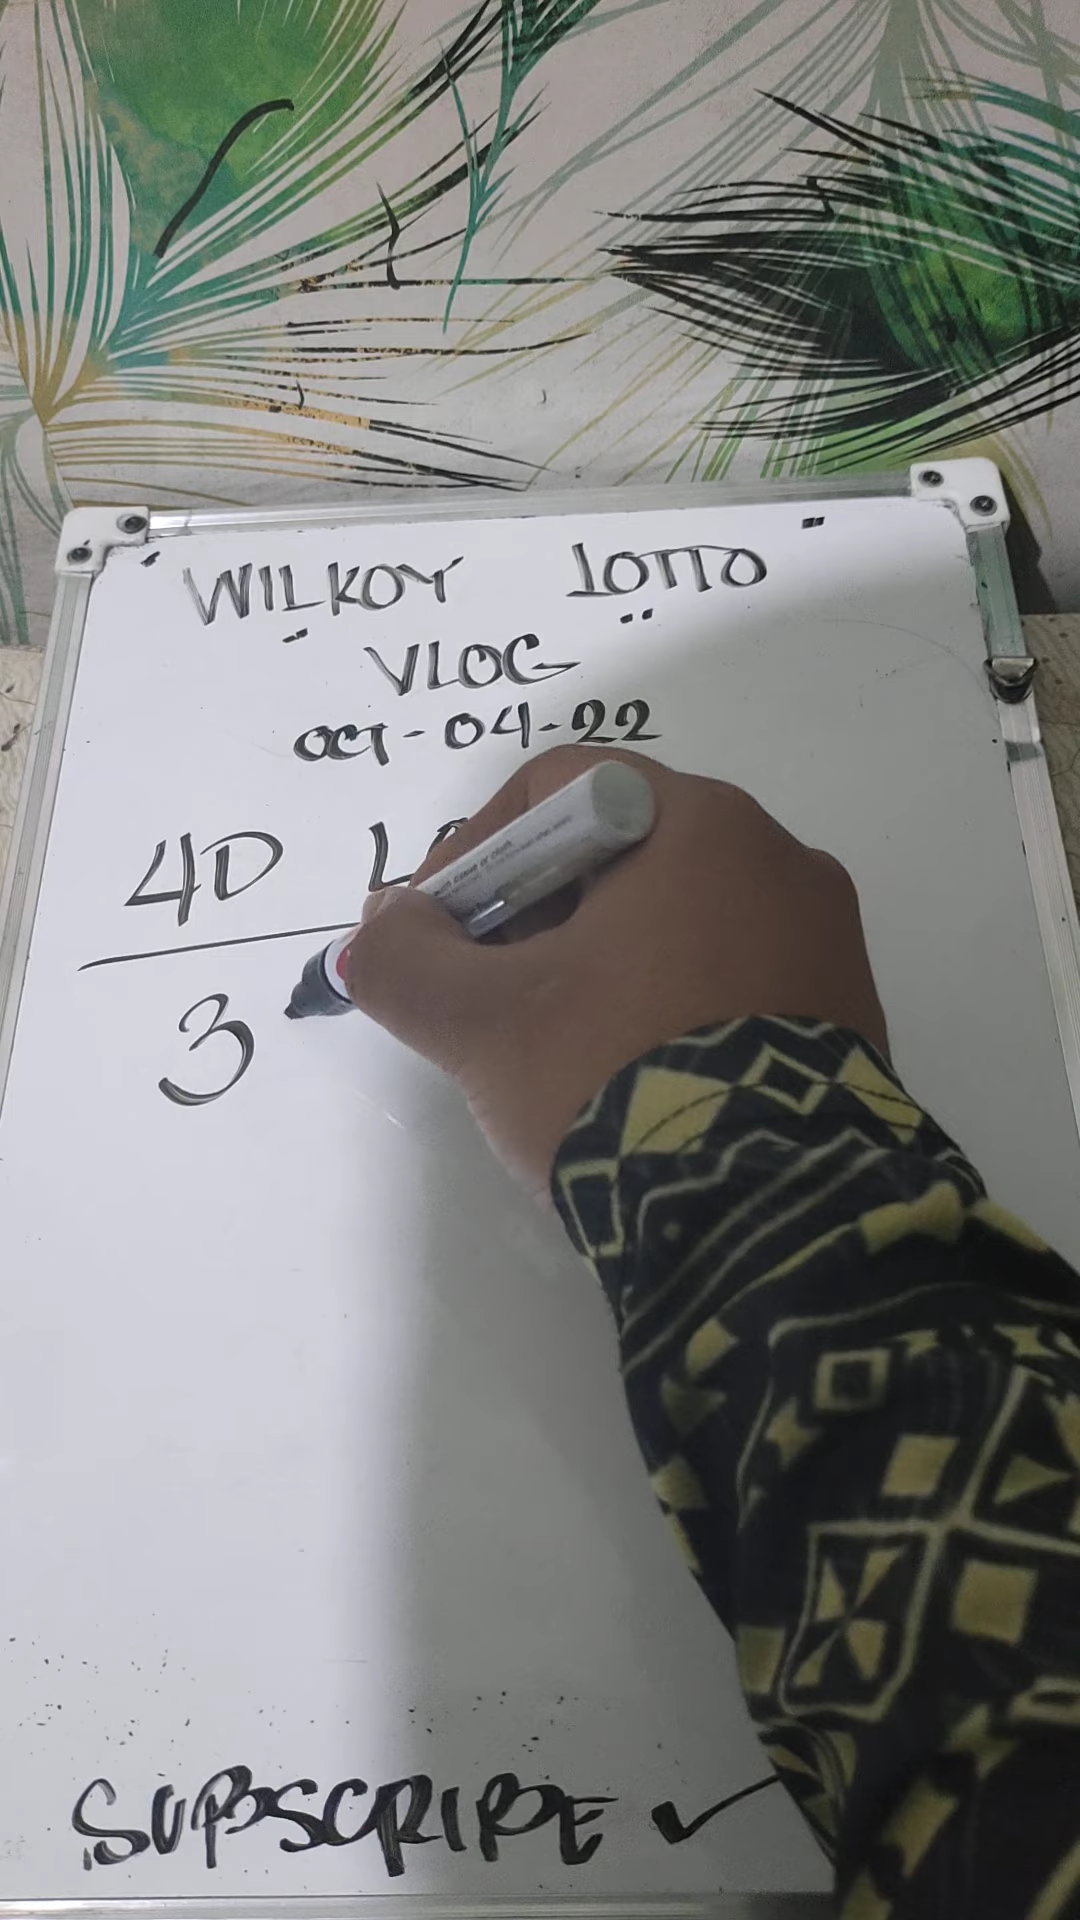 "WILKOY LOTTO"
"VLOG"
OCT-04-22
4D
3
SUBSCRIBE ✓